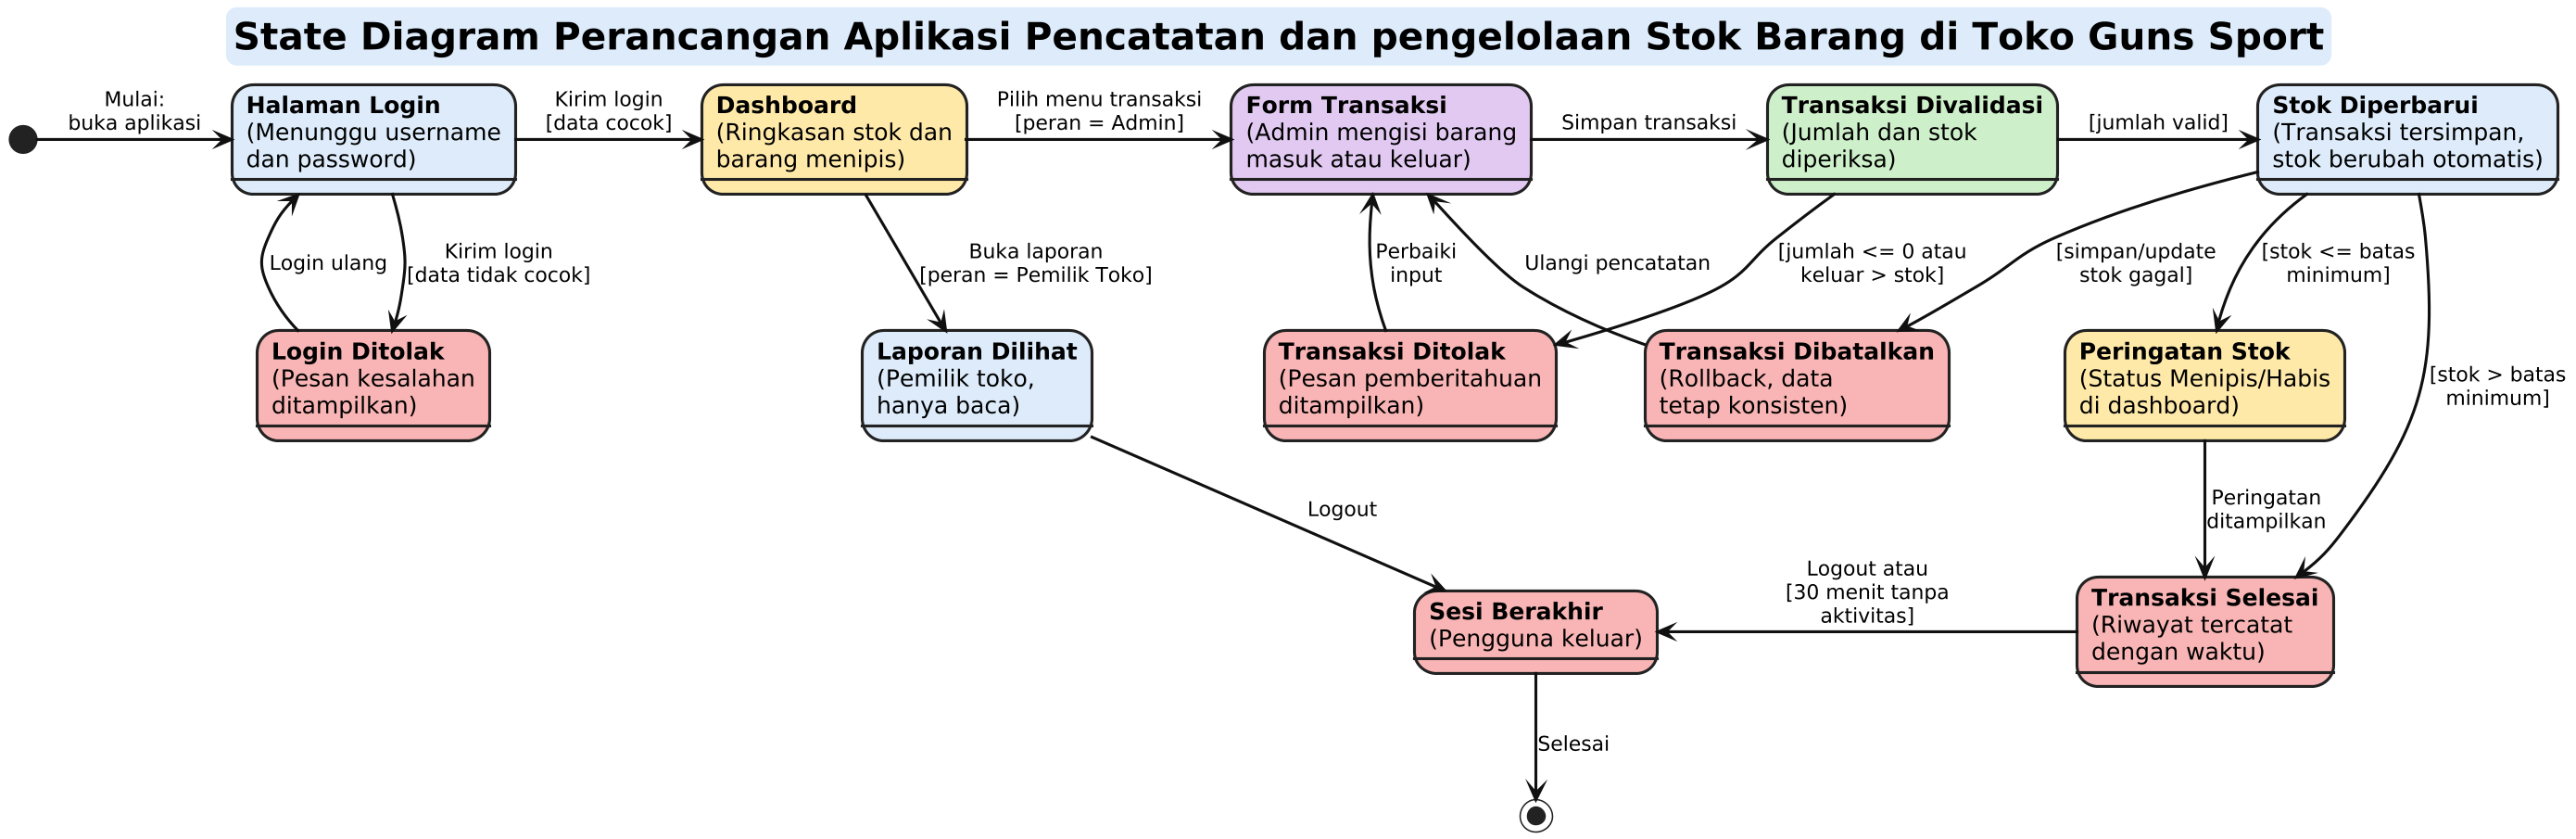 State Diagram Perancangan Aplikasi Pencatatan dan pengelolaan Stok Barang di Toko Guns Sport
Mulai:
buka aplikasi
Halaman Login
(Menunggu username
dan password)
Kirim login
[data cocok]
Dashboard
(Ringkasan stok dan
barang menipis)
Pilih menu transaksi
[peran = Admin]
Form Transaksi
(Admin mengisi barang
masuk atau keluar)
Simpan transaksi
Transaksi Divalidasi
(Jumlah dan stok
diperiksa)
[jumlah valid]
Stok Diperbarui
(Transaksi tersimpan,
stok berubah otomatis)
Login ulang
Kirim login
[data tidak cocok]
Buka laporan
[peran = Pemilik Toko]
Perbaiki
input
Ulangi pencatatan
[jumlah <= 0 atau
keluar > stok]
[simpan/update
stok gagal]
[stok <= batas
minimum]
Login Ditolak
(Pesan kesalahan
ditampilkan)
Laporan Dilihat
(Pemilik toko,
hanya baca)
Transaksi Ditolak
(Pesan pemberitahuan
ditampilkan)
Transaksi Dibatalkan
(Rollback, data
tetap konsisten)
Peringatan Stok
(Status Menipis/Habis
di dashboard)
[stok > batas
minimum]
Logout
Peringatan
ditampilkan
Sesi Berakhir
(Pengguna keluar)
Logout atau
[30 menit tanpa
aktivitas]
Transaksi Selesai
(Riwayat tercatat
dengan waktu)
Selesai